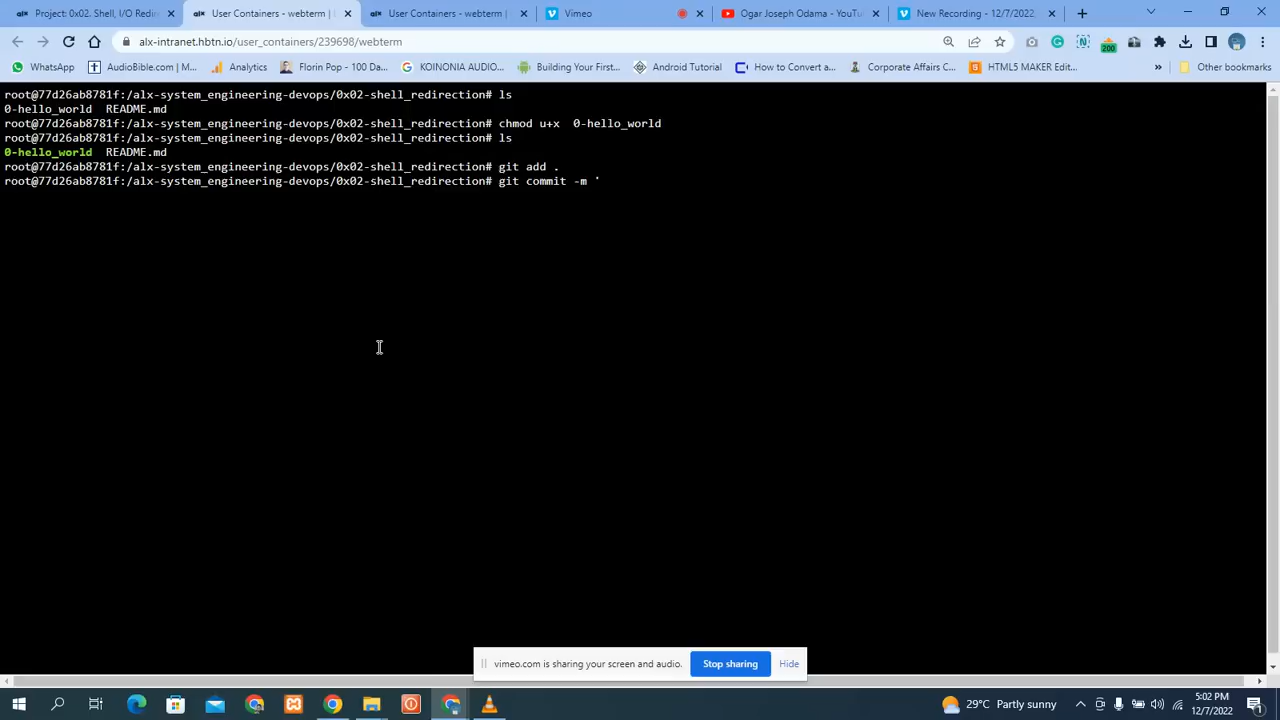 Project: 0x02. Shell, I/O Redire
User Containers - webterm |
User Containers - webterm |
Vimeo
Ogar Joseph Odama - YouTu
New Recording - 12/7/2022,
alx-intranet.hbtn.io/user_containers/239698/webterm
200
WhatsApp
AudioBible.com | M...
Analytics
Florin Pop - 100 Da...
KOINONIA AUDIO...
Building Your First...
Android Tutorial
How to Convert a...
Corporate Affairs C...
HTML5 MAKER Edit...
»
Other bookmarks
root@77d26ab8781f:/alx-system_engineering-devops/0x02-shell_redirection# ls
0-hello_world  README.md
root@77d26ab8781f:/alx-system_engineering-devops/0x02-shell_redirection# chmod u+x  0-hello_world
root@77d26ab8781f:/alx-system_engineering-devops/0x02-shell_redirection# ls
0-hello_world  README.md
root@77d26ab8781f:/alx-system_engineering-devops/0x02-shell_redirection# git add .
root@77d26ab8781f:/alx-system_engineering-devops/0x02-shell_redirection# git commit -m '
vimeo.com is sharing your screen and audio.
Stop sharing
Hide
29°C Partly sunny
5:02 PM
12/7/2022
1